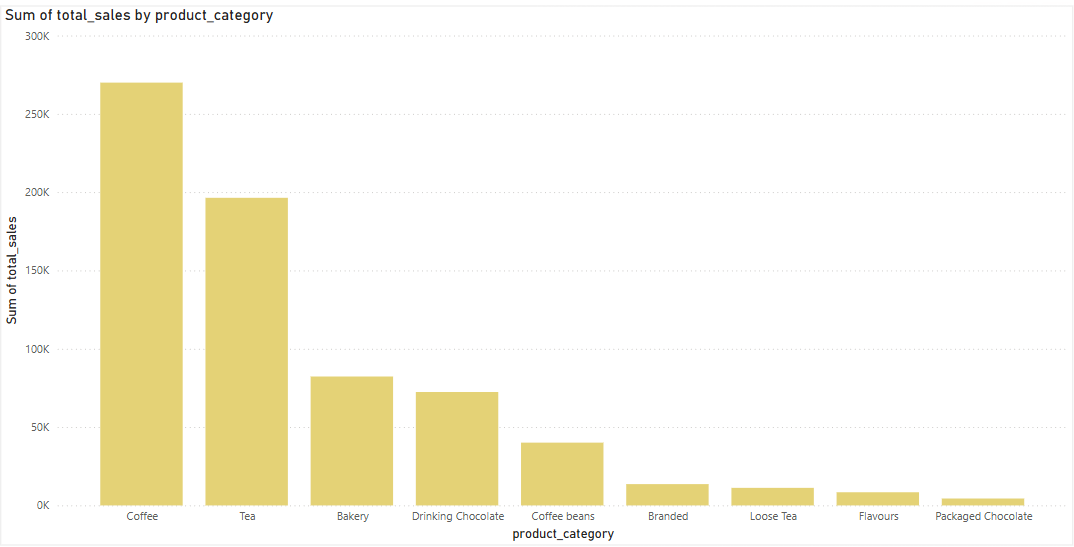 Sum of total_sales by product_category
300K
250K
200K
150K
100K
50K
0K
Sum of total_sales
Coffee Tea Bakery Drinking Chocolate Coffee beans Branded Loose Tea Flavours Packaged Chocolate
product_category